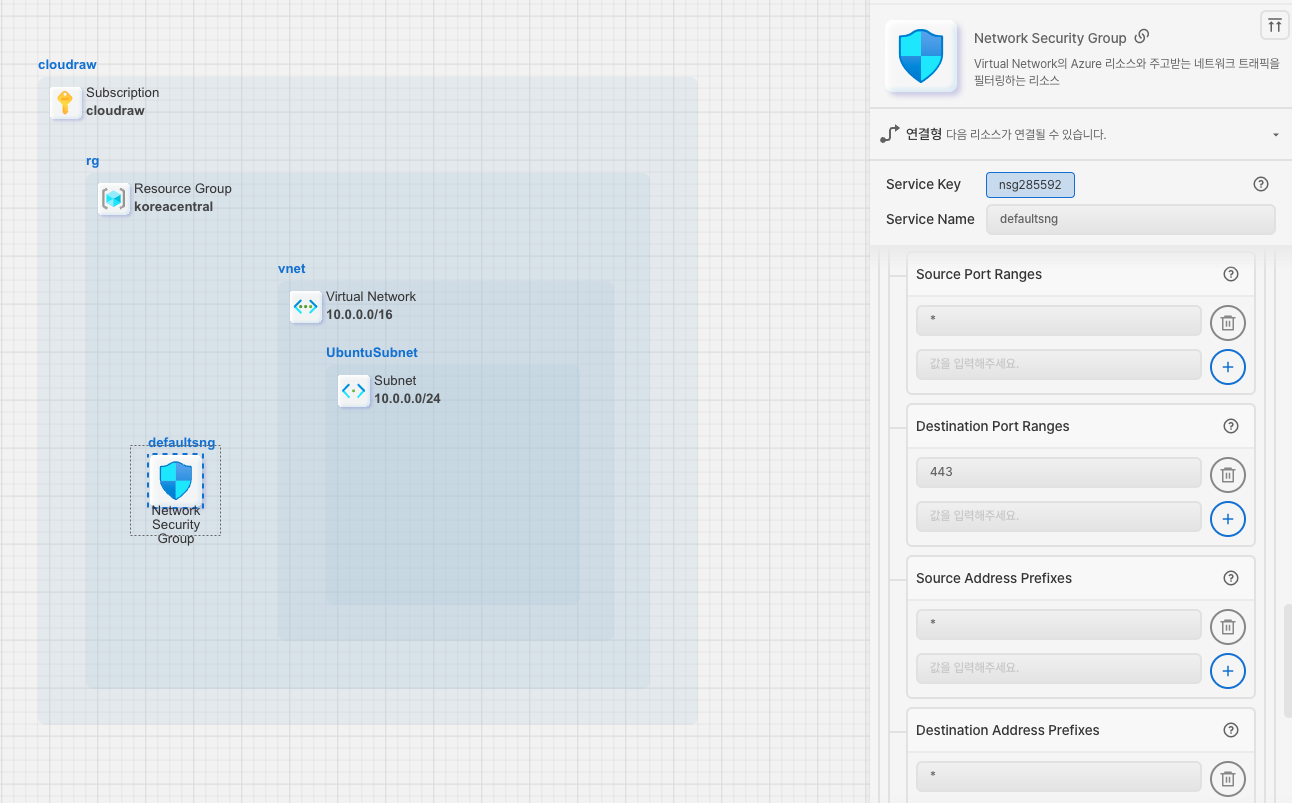 cloudraw
Subscription
cloudraw
rg
Resource Group
koreacentral
vnet
Virtual Network
10.0.0.0/16
UbuntuSubnet
Subnet
10.0.0.0/24
defaultsng
Network
Security
Group
Network Security Group
Virtual Network의 Azure 리소스와 주고받는 네트워크 트래픽을
필터링하는 리소스
연결형 다음 리소스가 연결될 수 있습니다.
Service Key nsg285592
Service Name defaultsng
Source Port Ranges
*
값을 입력해주세요.
Destination Port Ranges
443
값을 입력해주세요.
Source Address Prefixes
*
값을 입력해주세요.
Destination Address Prefixes
*